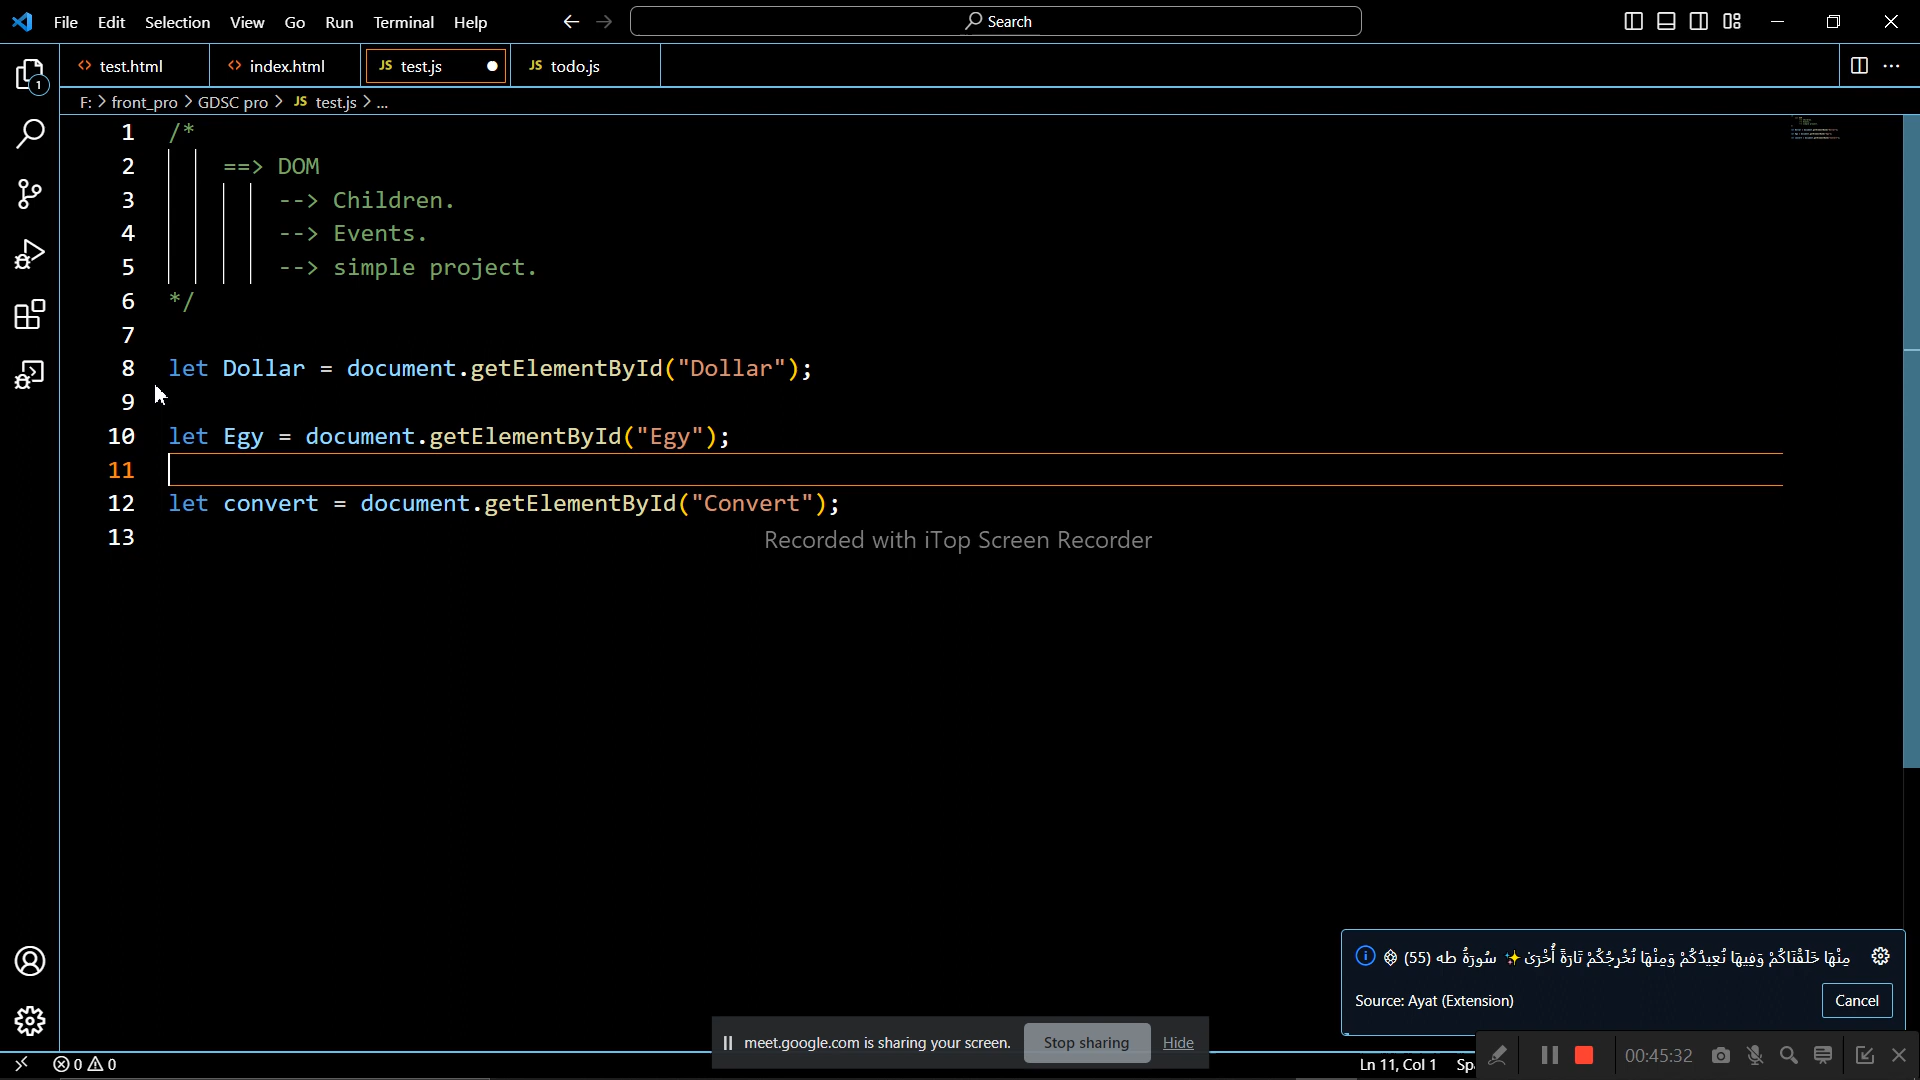 File Edit Selection View Go Run Terminal Help
Search
test.html
index.html
JS test.js
JS todo.js
F: > front_pro > GDSC pro > JS test.js > ...
1
1 /*
2 ==> DOM
3 --> Children.
4 --> Events.
5 --> simple project.
6 */
7
8 let Dollar = document.getElementById("Dollar");
9
10 let Egy = document.getElementById("Egy");
11
12 let convert = document.getElementById("Convert");
13
Recorded with iTop Screen Recorder
مِنْهَا خَلَقْنَاكُمْ وَفِيهَا نُعِيدُكُمْ وَمِنْهَا نُخْرِجُكُمْ تَارَةً أُخْرَىٰ ✨ سُورَةُ طه (55)
Source: Ayat (Extension)
Cancel
meet.google.com is sharing your screen.
Stop sharing
Hide
0 0
Ln 11, Col 1
00:45:32